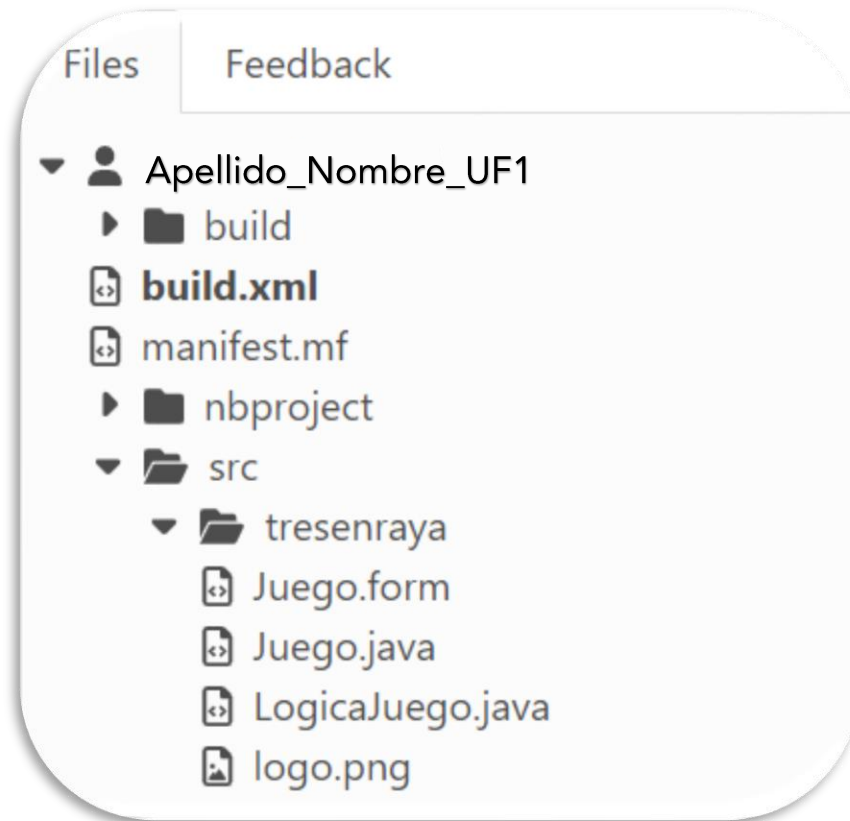 Files Feedback
Apellido_Nombre_UF1
build
build.xml
manifest.mf
nbproject
src
tresenraya
Juego.form
Juego.java
LogicaJuego.java
logo.png